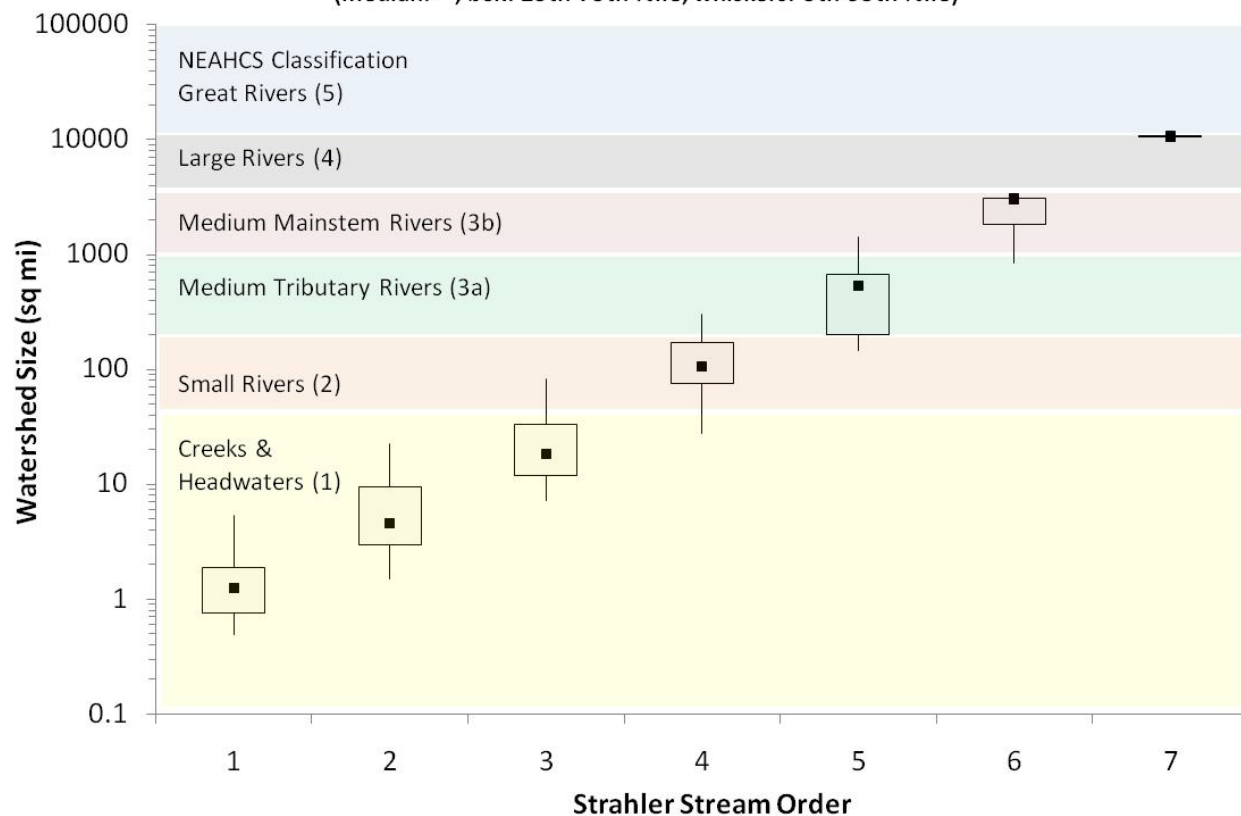 100000
10000
1000
100
10
1
0.1
Watershed Size (sq mi)
NEAHCS Classification
Great Rivers (5)
Large Rivers (4)
Medium Mainstem Rivers (3b)
Medium Tributary Rivers (3a)
Small Rivers (2)
Creeks &
Headwaters (1)
1 2 3 4 5 6 7
Strahler Stream Order